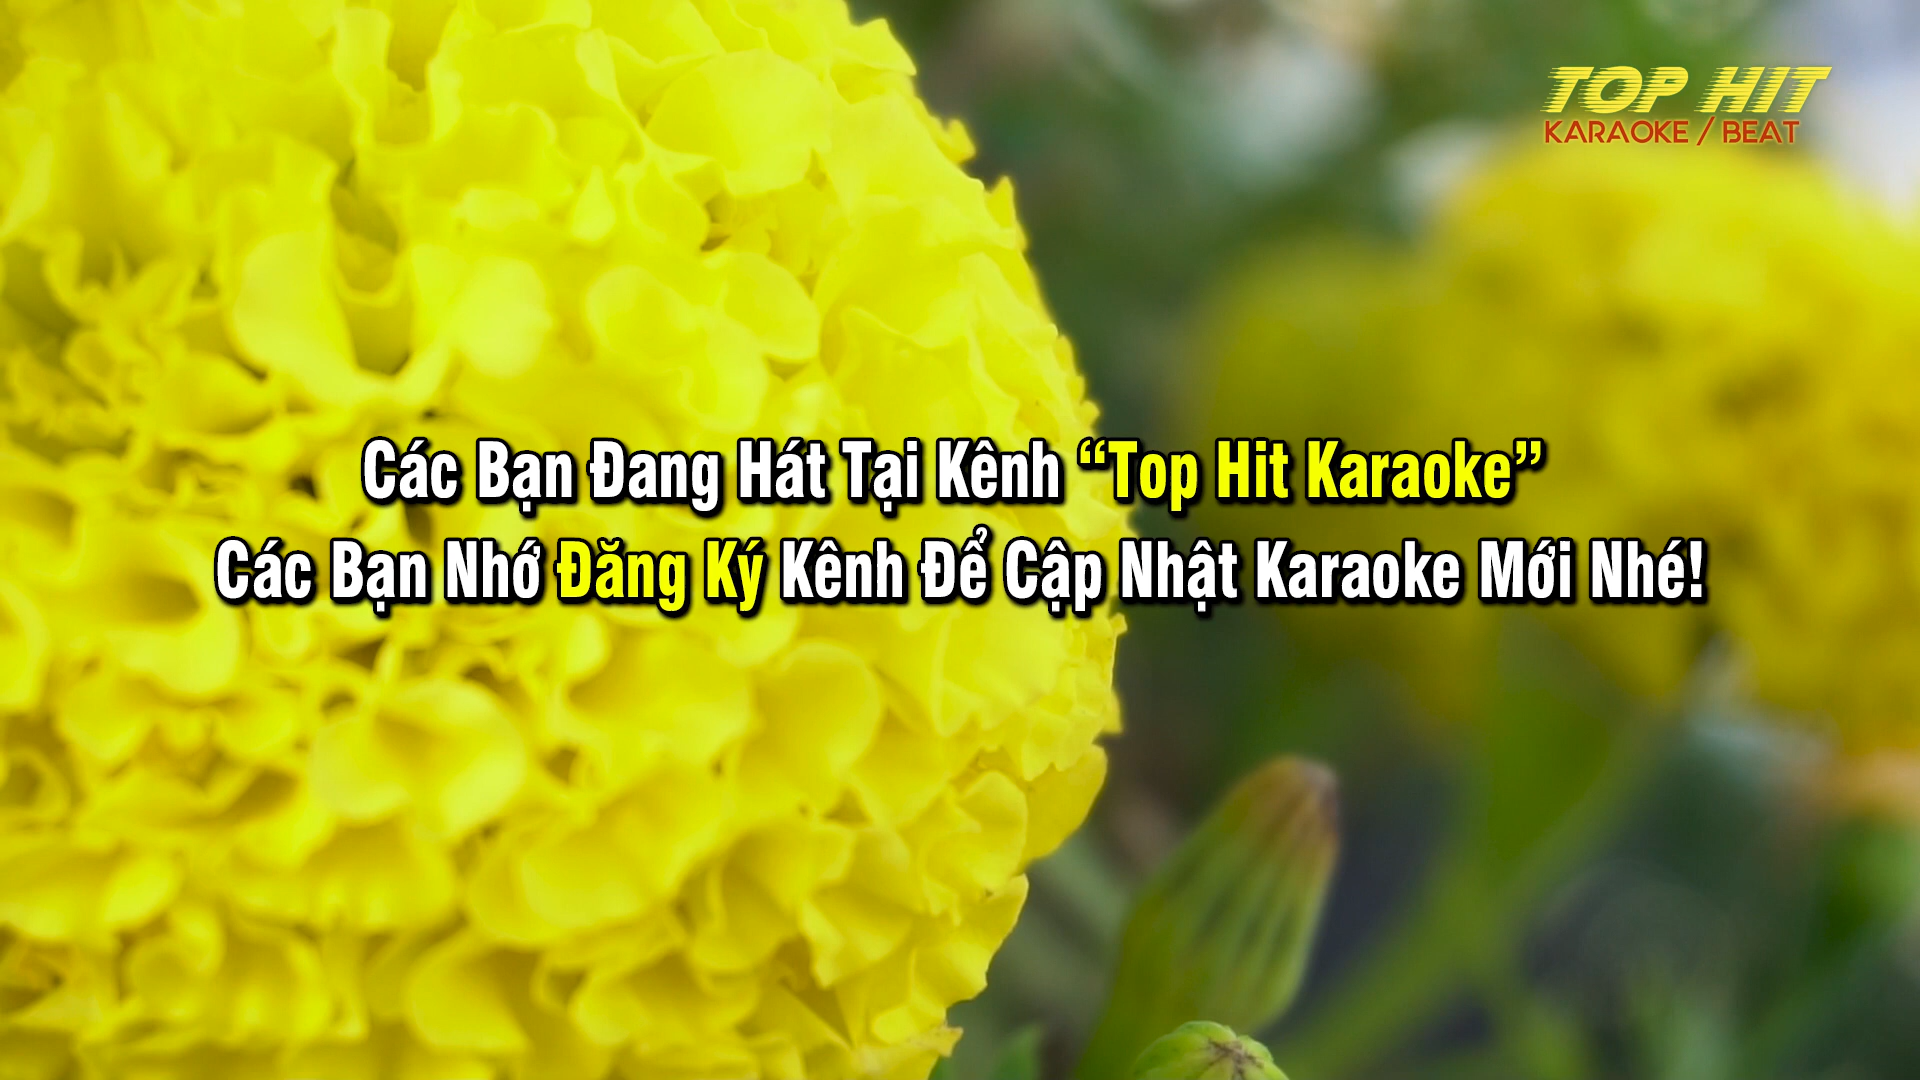 TOP HIT
KARAOKE / BEAT
Các Bạn Đang Hát Tại Kênh “Top Hit Karaoke”
Các Bạn Nhớ Đăng Ký Kênh Để Cập Nhật Karaoke Mới Nhé!